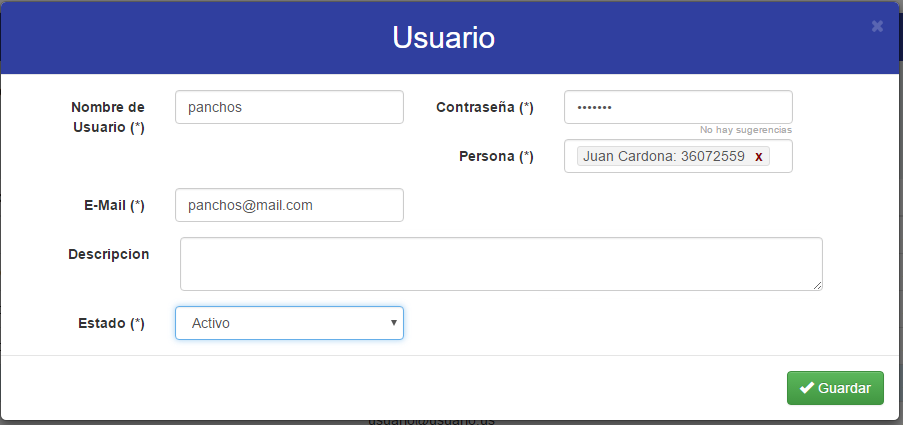 Usuario ×
Nombre de Usuario (*) panchos Contraseña (*) •••••••
No hay sugerencias
Persona (*) Juan Cardona: 36072559 x
E-Mail (*) panchos@mail.com
Descripcion
Estado (*) Activo
Guardar
usuario@usuario.us